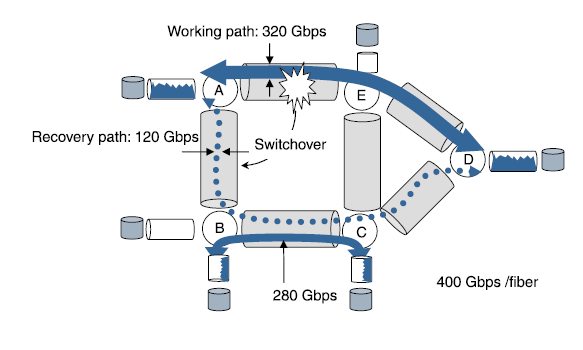 Working path: 320 Gbps
A
E
Recovery path: 120 Gbps
Switchover
D
B
C
280 Gbps
400 Gbps /fiber